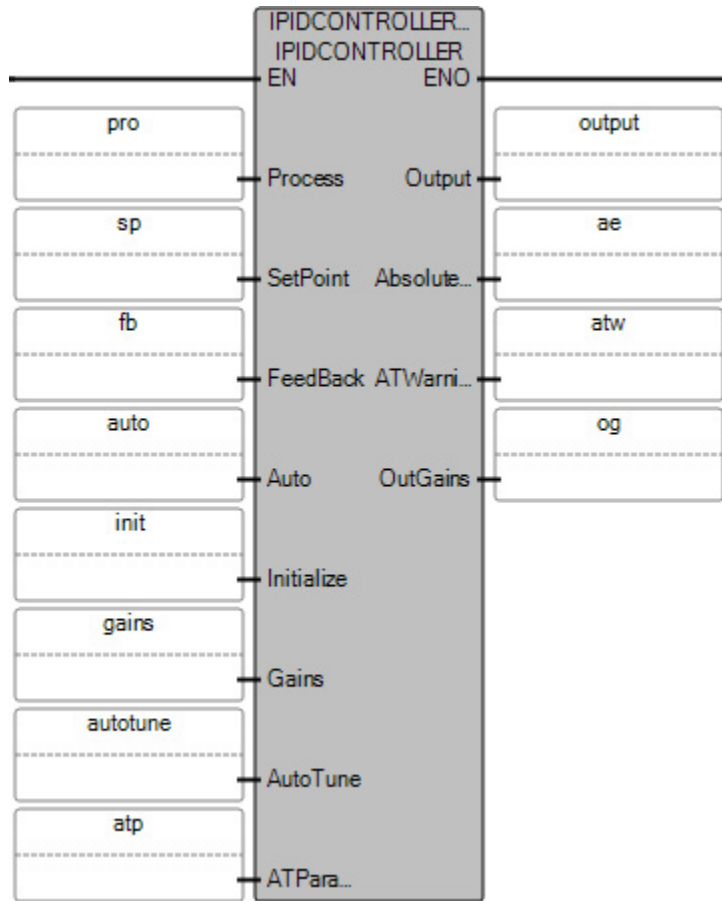 IPIDCONTROLLER...
IPIDCONTROLLER
EN ENO
pro output
Process Output
sp ae
SetPoint Absolute...
fb atw
FeedBack ATWarni...
auto og
Auto OutGains
init
Initialize
gains
Gains
autotune
AutoTune
atp
ATPara...